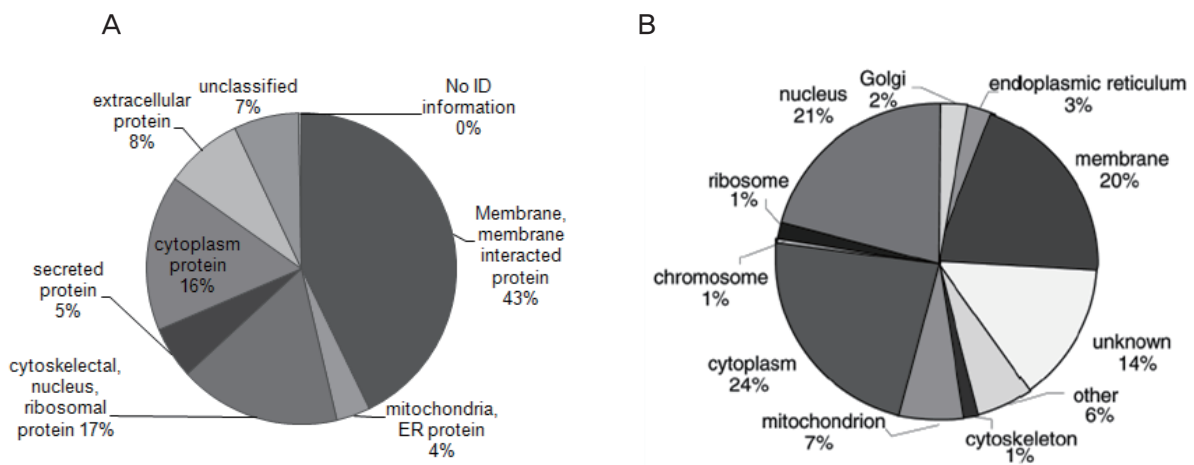 A
unclassified
7%
No ID
information
0%
extracellular
protein
8%
Membrane,
membrane
interacted
protein
43%
cytoplasm
protein
16%
secreted
protein
5%
cytoskelectal,
nucleus,
ribosomal
protein 17%
mitochondria,
ER protein
4%
B
Golgi
2%
endoplasmic reticulum
3%
nucleus
21%
membrane
20%
ribosome
1%
chromosome
1%
unknown
14%
cytoplasm
24%
other
6%
mitochondrion
7%
cytoskeleton
1%